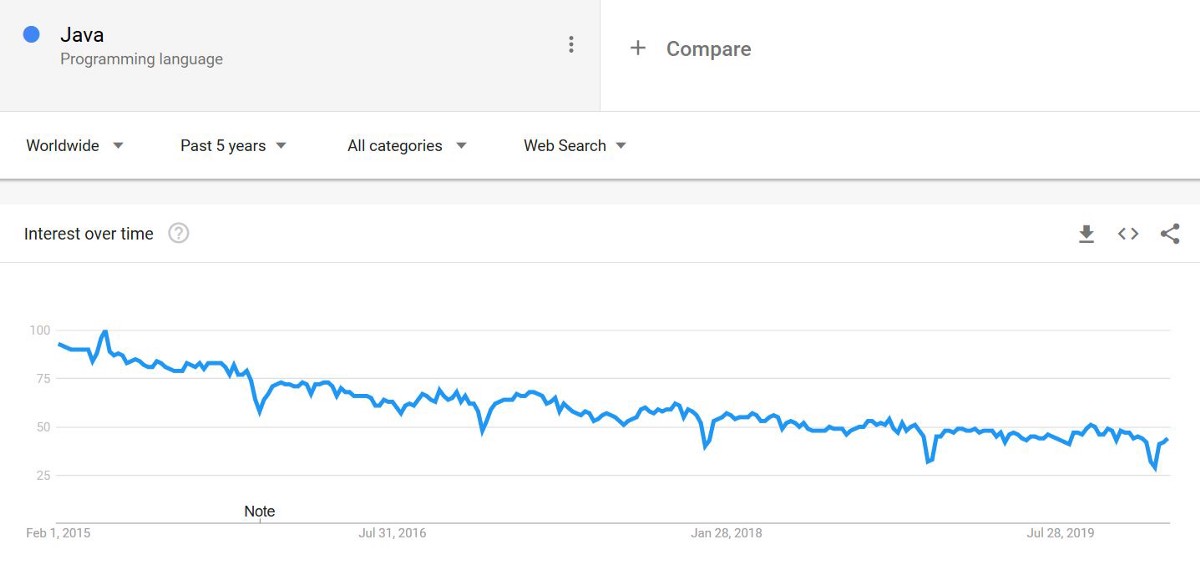 Java
Programming language
+ Compare
Worldwide Past 5 years All categories Web Search
Interest over time ?
100
75
50
25
Note
Feb 1, 2015 Jul 31, 2016 Jan 28, 2018 Jul 28, 2019